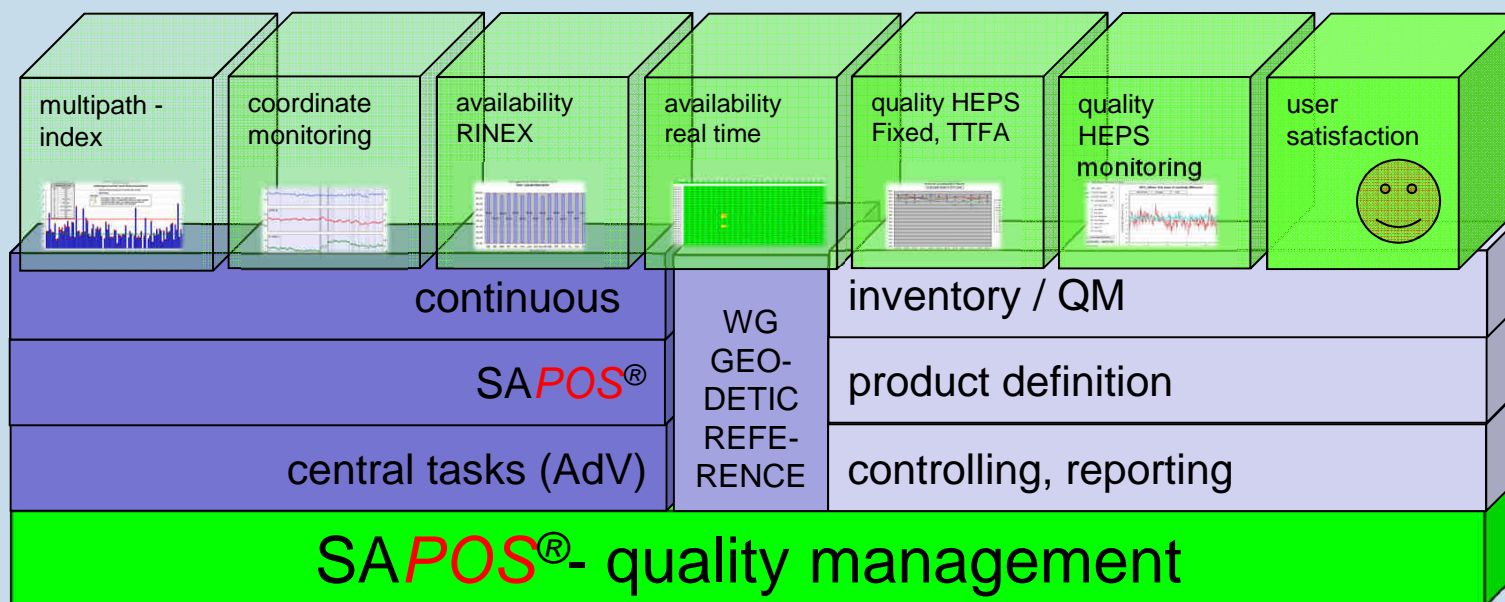 multipath -
index
coordinate
monitoring
availability
RINEX
availability
real time
quality HEPS
Fixed, TTFA
quality
HEPS
monitoring
user
satisfaction
continuous
SAPOS®
central tasks (AdV)
WG
GEO-
DETIC
REFE-
RENCE
inventory / QM
product definition
controlling, reporting
SAPOS®- quality management